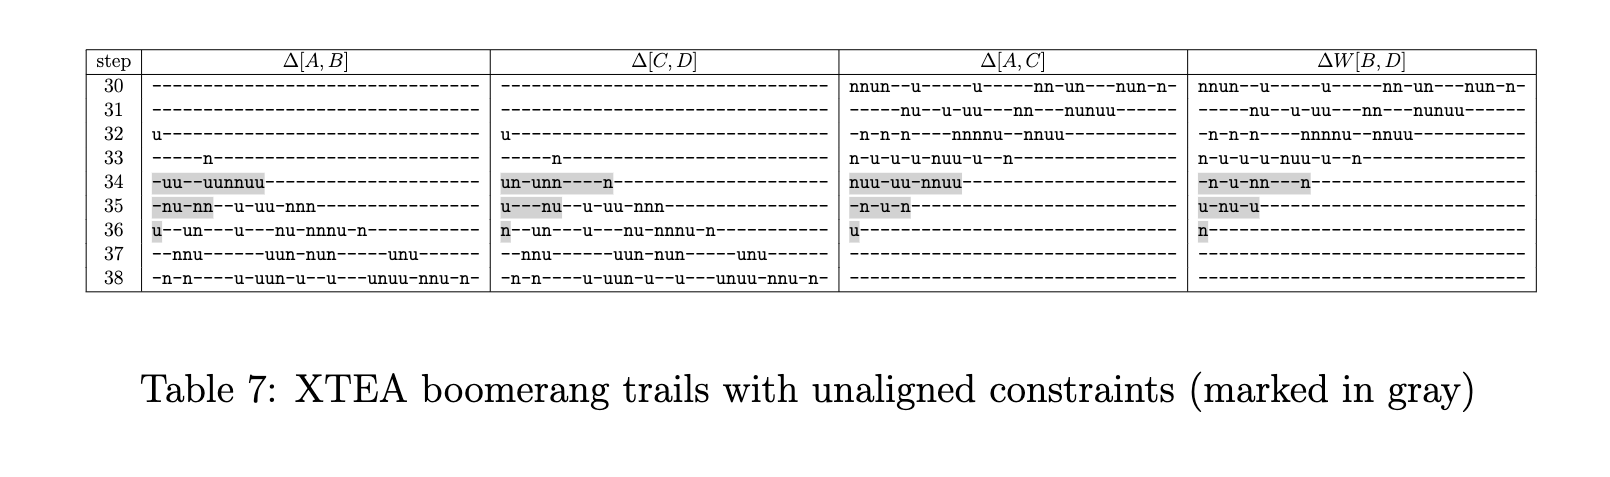 step Δ[A, B] Δ[C, D] Δ[A, C] ΔW[B, D]
30 -------------------------------- -------------------------------- nnun--u-----u-----nn-un---nun-n- nnun--u-----u-----nn-un---nun-n-
31 -------------------------------- -------------------------------- -----nu--u-uu---nn---nunuu------ -----nu--u-uu---nn---nunuu------
32 u------------------------------- u------------------------------- -n-n-n----nnnnu--nnuu----------- -n-n-n----nnnnu--nnuu-----------
33 -----n-------------------------- -----n-------------------------- n-u-u-u-nuu-u--n---------------- n-u-u-u-nuu-u--n----------------
34 -uu--uunnuu--------------------- un-unn----n--------------------- nuu-uu-nnuu--------------------- -n-u-nn---n---------------------
35 -nu-nn--u-uu-nnn---------------- u---nu--u-uu-nnn---------------- -n-u-n-------------------------- u-nu-u--------------------------
36 u--un---u---nu-nnnu-n----------- n--un---u---nu-nnnu-n----------- u------------------------------- n-------------------------------
37 --nnu------uun-nun-----unu------ --nnu------uun-nun-----unu------ -------------------------------- --------------------------------
38 -n-n----u-uun-u--u---unuu-nnu-n- -n-n----u-uun-u--u---unuu-nnu-n- -------------------------------- --------------------------------
Table 7: XTEA boomerang trails with unaligned constraints (marked in gray)